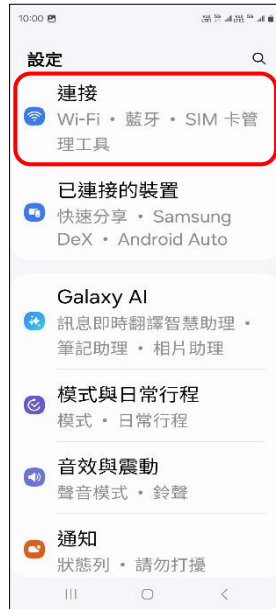 10:00
設定
連接
Wi-Fi • 藍牙 • SIM 卡管
理工具
已連接的裝置
快速分享 • Samsung
DeX • Android Auto
Galaxy AI
訊息即時翻譯智慧助理 •
筆記助理 • 相片助理
模式與日常行程
模式 • 日常行程
音效與震動
聲音模式 • 鈴聲
通知
狀態列 • 請勿打擾